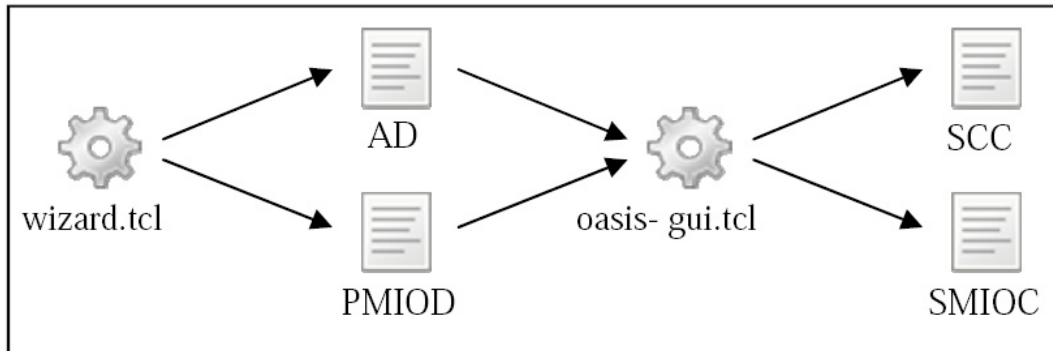 wizard.tcl
AD
PMIOD
oasis- gui.tcl
SCC
SMIOC